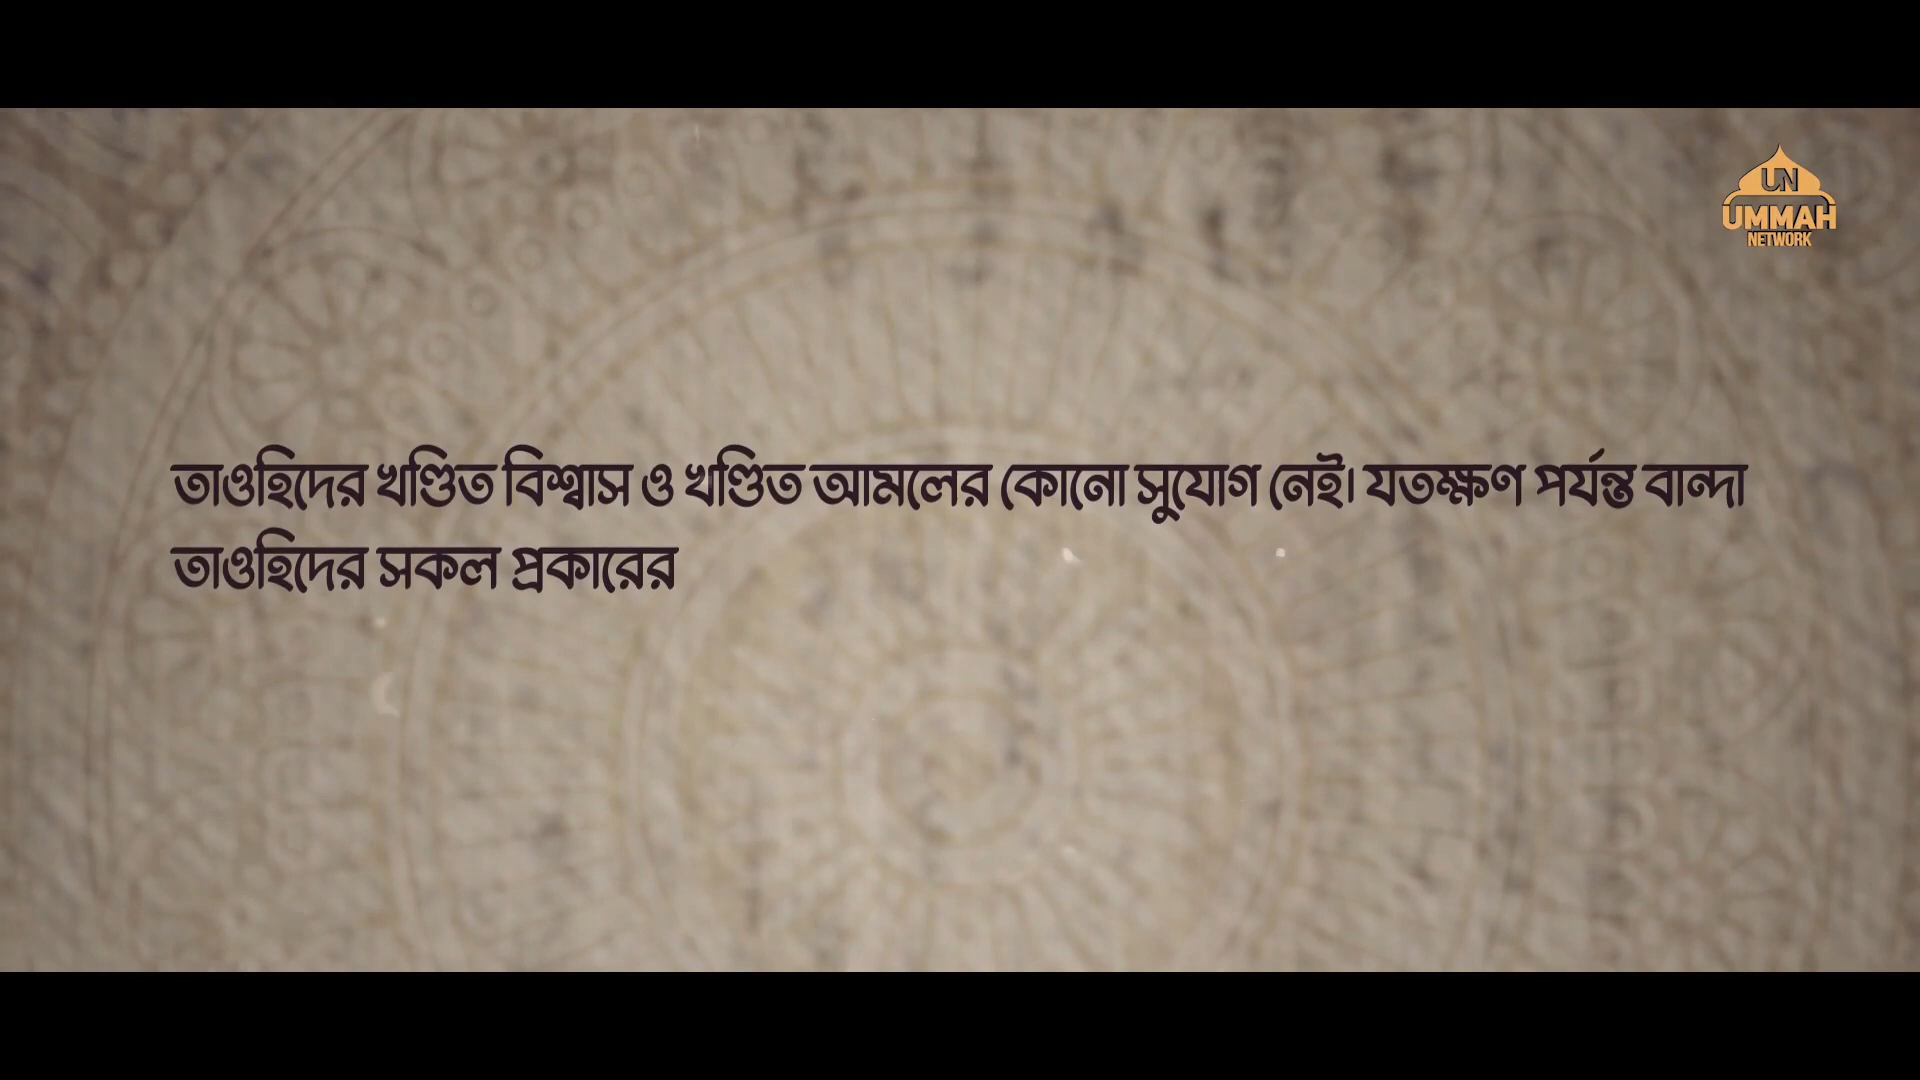 UN
UMMAH
NETWORK
তাওহিদের খণ্ডিত বিশ্বাস ও খণ্ডিত আমলের কোনো সুযোগ নেই। যতক্ষণ পর্যন্ত বান্দা
তাওহিদের সকল প্রকারের